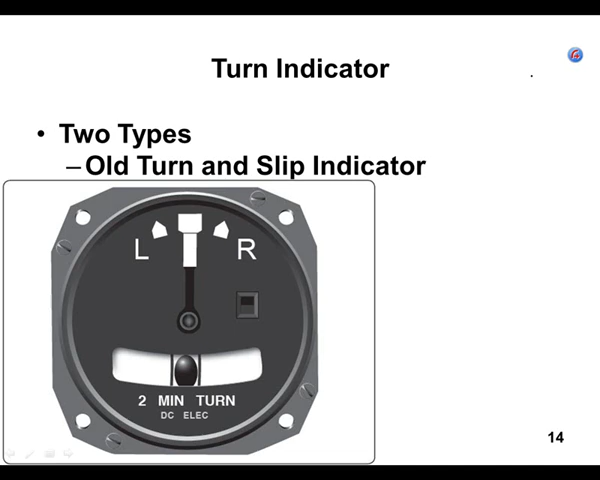 Turn Indicator
• Two Types
–Old Turn and Slip Indicator
L R
2 MIN TURN
DC ELEC
14